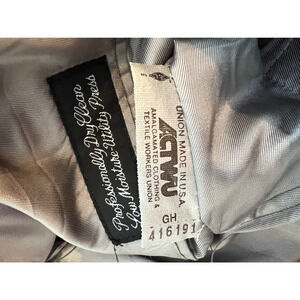 Professionally Dry Clean
Low Moisture-Utility Press
ACTWU
UNION MADE IN U.S.A.
AMALGAMATED CLOTHING &
TEXTILE WORKERS UNION
GH
416191